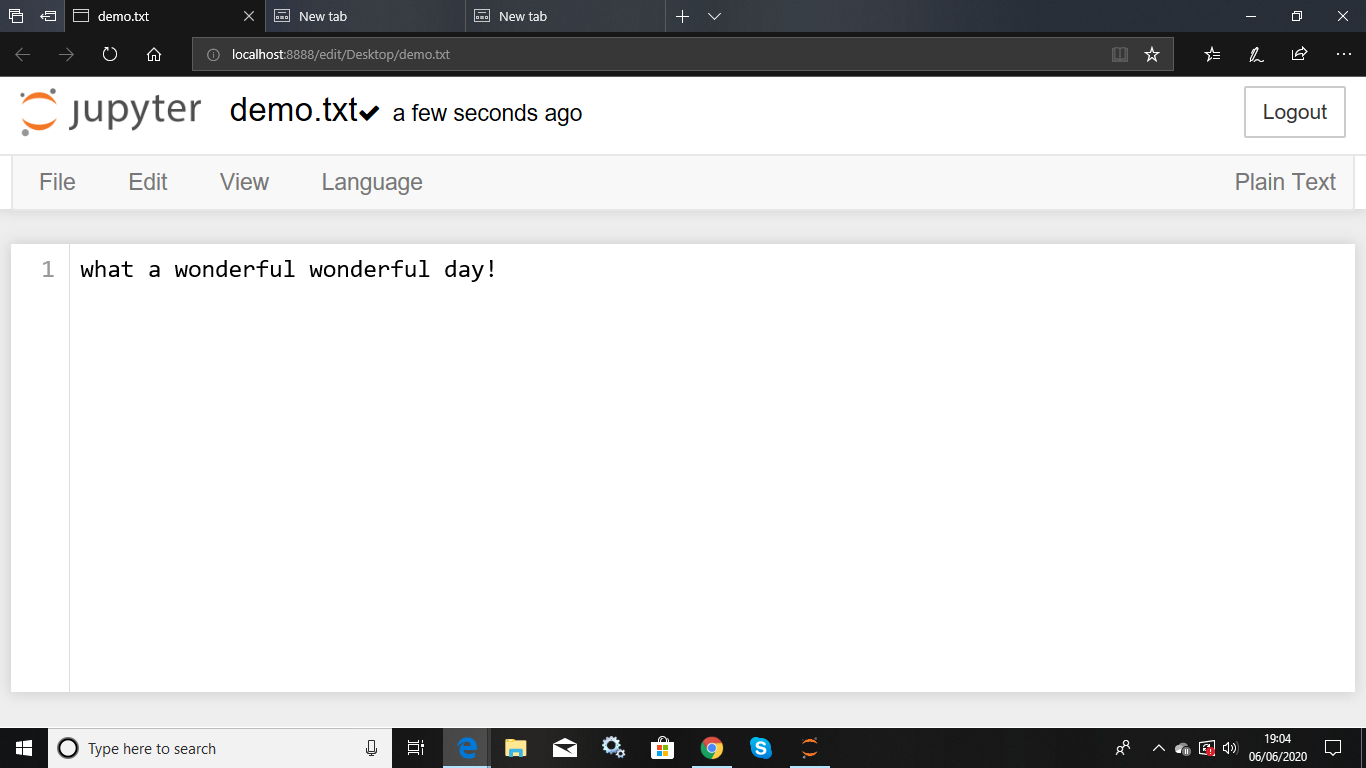 demo.txt
New tab
New tab
localhost:8888/edit/Desktop/demo.txt
jupyter demo.txt a few seconds ago Logout
File Edit View Language Plain Text
1 what a wonderful wonderful day!
Type here to search
19:04
06/06/2020